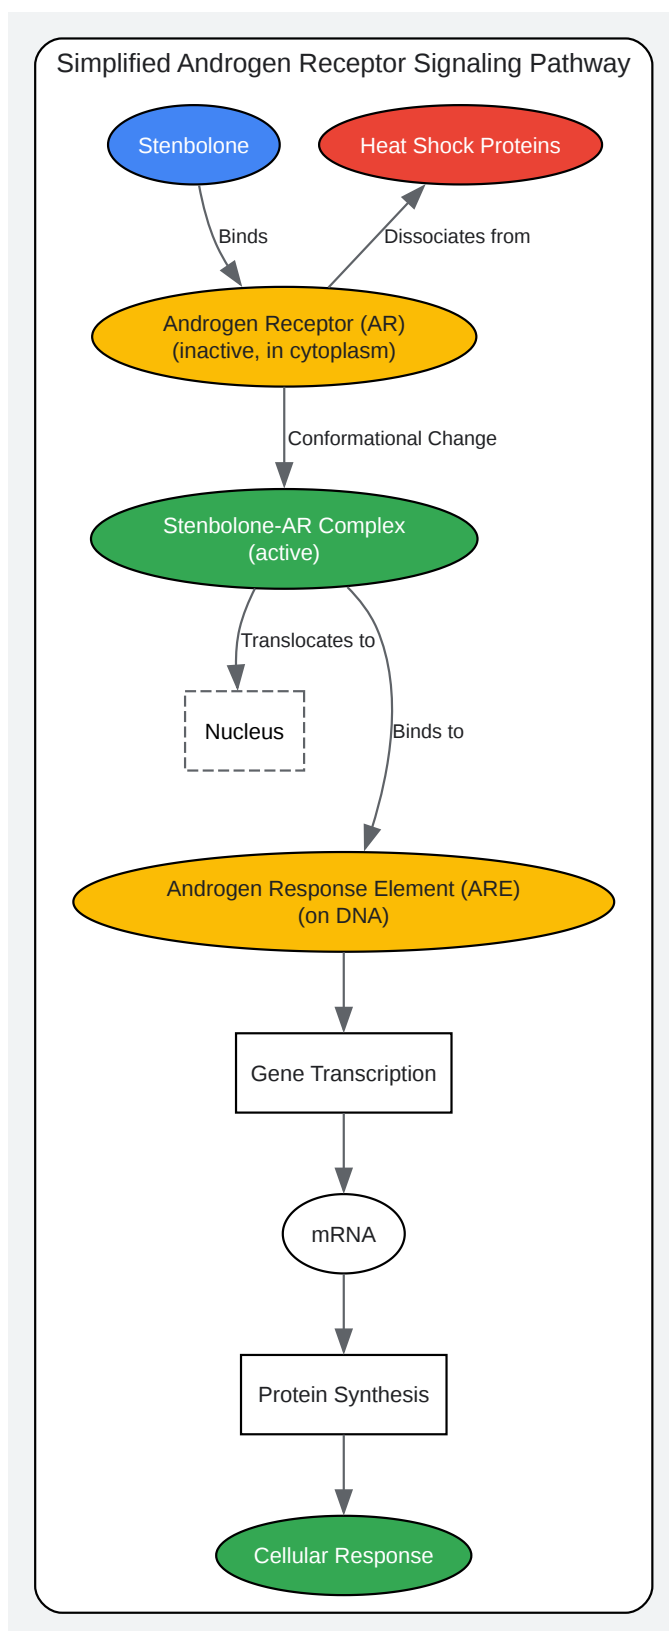 Simplified Androgen Receptor Signaling Pathway
Stenbolone
Heat Shock Proteins
Binds
Dissociates from
Androgen Receptor (AR)
(inactive, in cytoplasm)
Conformational Change
Stenbolone-AR Complex
(active)
Translocates to
Nucleus
Binds to
Androgen Response Element (ARE)
(on DNA)
Gene Transcription
mRNA
Protein Synthesis
Cellular Response